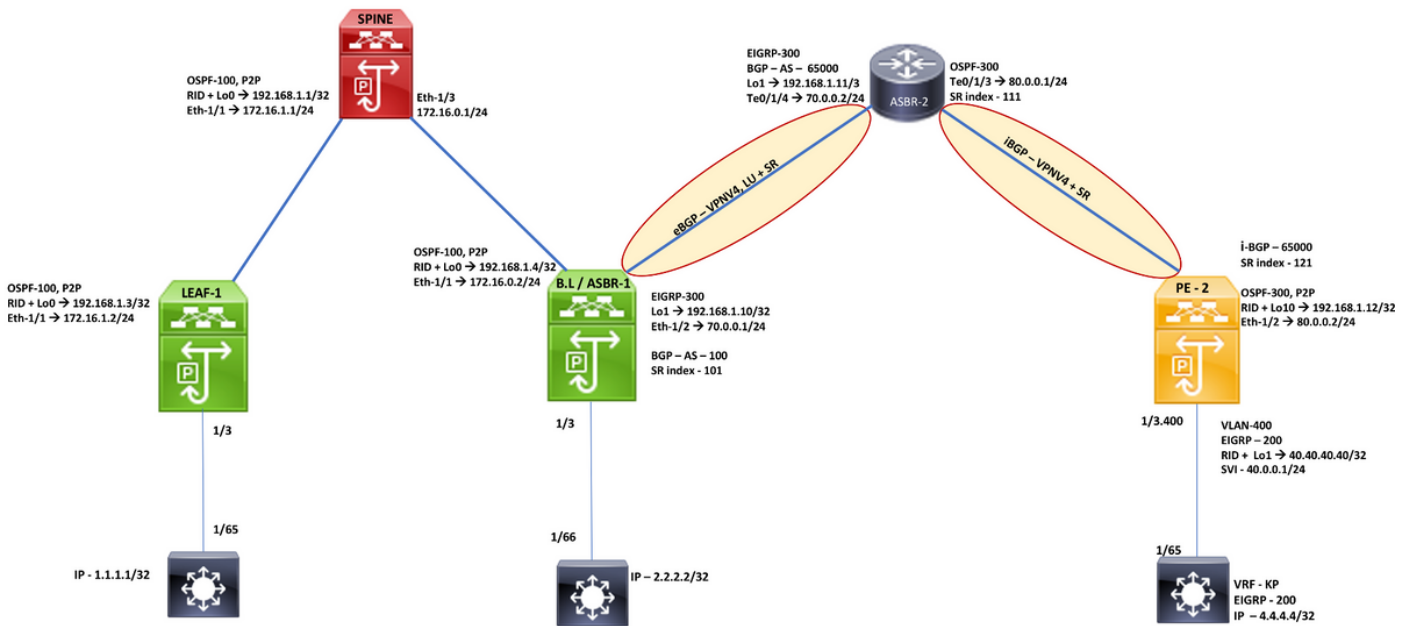 SPINE
OSPF-100, P2P
RID + Lo0 → 192.168.1.1/32
Eth-1/1 → 172.16.1.1/24
Eth-1/3
172.16.0.1/24
P
EIGRP-300
BGP – AS – 65000
Lo1 → 192.168.1.11/3
Te0/1/4 → 70.0.0.2/24
ASBR-2
OSPF-300
Te0/1/3 → 80.0.0.1/24
SR index - 111
eBGP – VPNV4, LU + SR
iBGP – VPNV4 + SR
OSPF-100, P2P
RID + Lo0 → 192.168.1.3/32
Eth-1/1 → 172.16.1.2/24
LEAF-1
P
1/3
1/65
IP - 1.1.1.1/32
OSPF-100, P2P
RID + Lo0 → 192.168.1.4/32
Eth-1/1 → 172.16.0.2/24
B.L / ASBR-1
P
EIGRP-300
Lo1 → 192.168.1.10/32
Eth-1/2 → 70.0.0.1/24
BGP – AS – 100
SR index - 101
1/3
1/66
IP – 2.2.2.2/32
i-BGP – 65000
SR index - 121
PE - 2
P
OSPF-300, P2P
RID + Lo10 → 192.168.1.12/32
Eth-1/2 → 80.0.0.2/24
1/3.400
VLAN-400
EIGRP – 200
RID + Lo1 → 40.40.40.40/32
SVI - 40.0.0.1/24
1/65
VRF - KP
EIGRP - 200
IP – 4.4.4.4/32